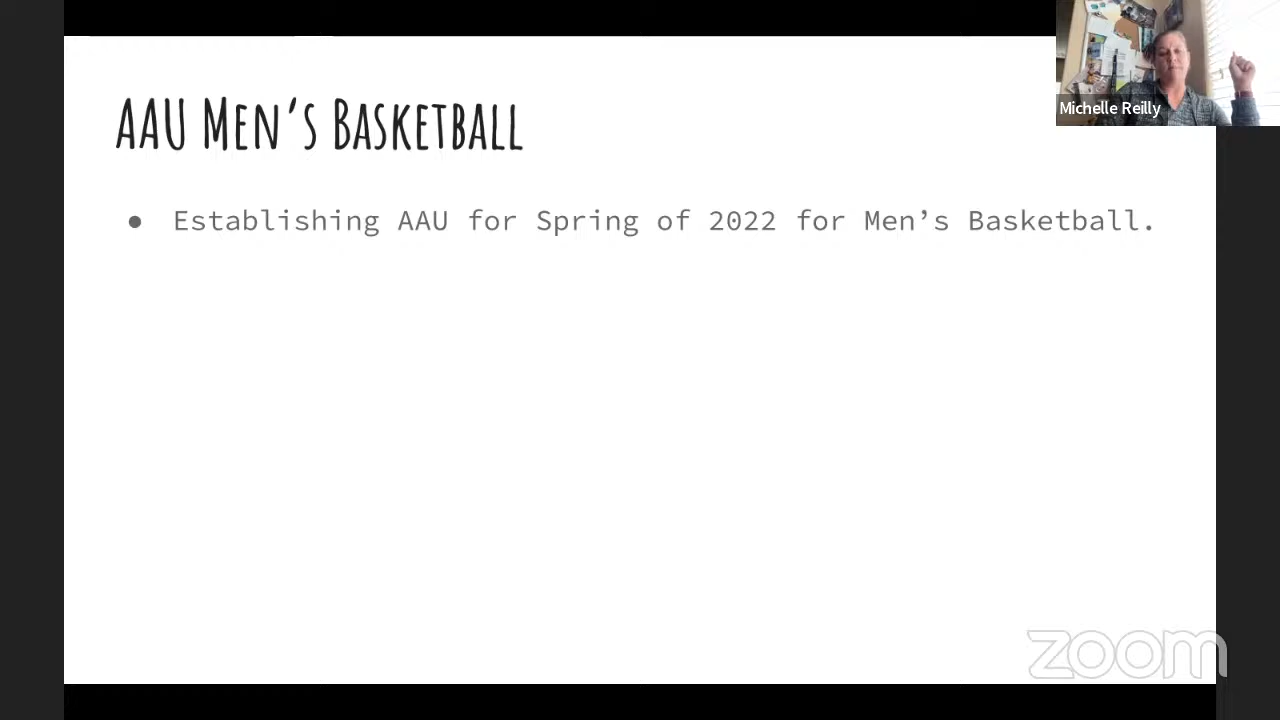 AAU Men's Basketball
● Establishing AAU for Spring of 2022 for Men's Basketball.
Michelle Reilly
zoom